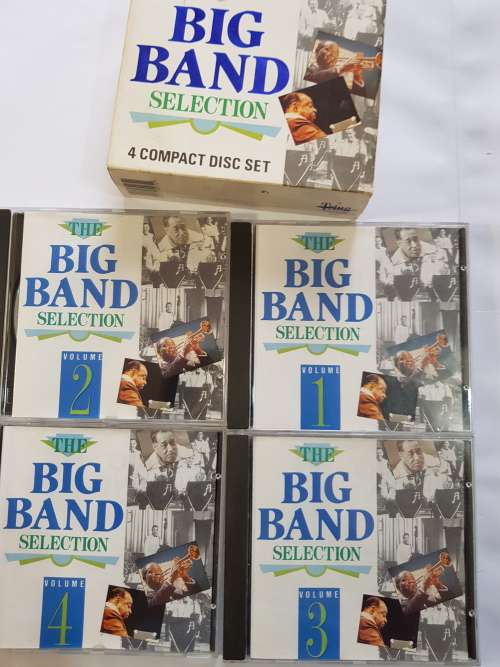 BIG
BAND
SELECTION
4 COMPACT DISC SET
THE
BIG
BAND
SELECTION
VOLUME
2
THE
BIG
BAND
SELECTION
VOLUME
1
THE
BIG
BAND
SELECTION
VOLUME
4
THE
BIG
BAND
SELECTION
VOLUME
3